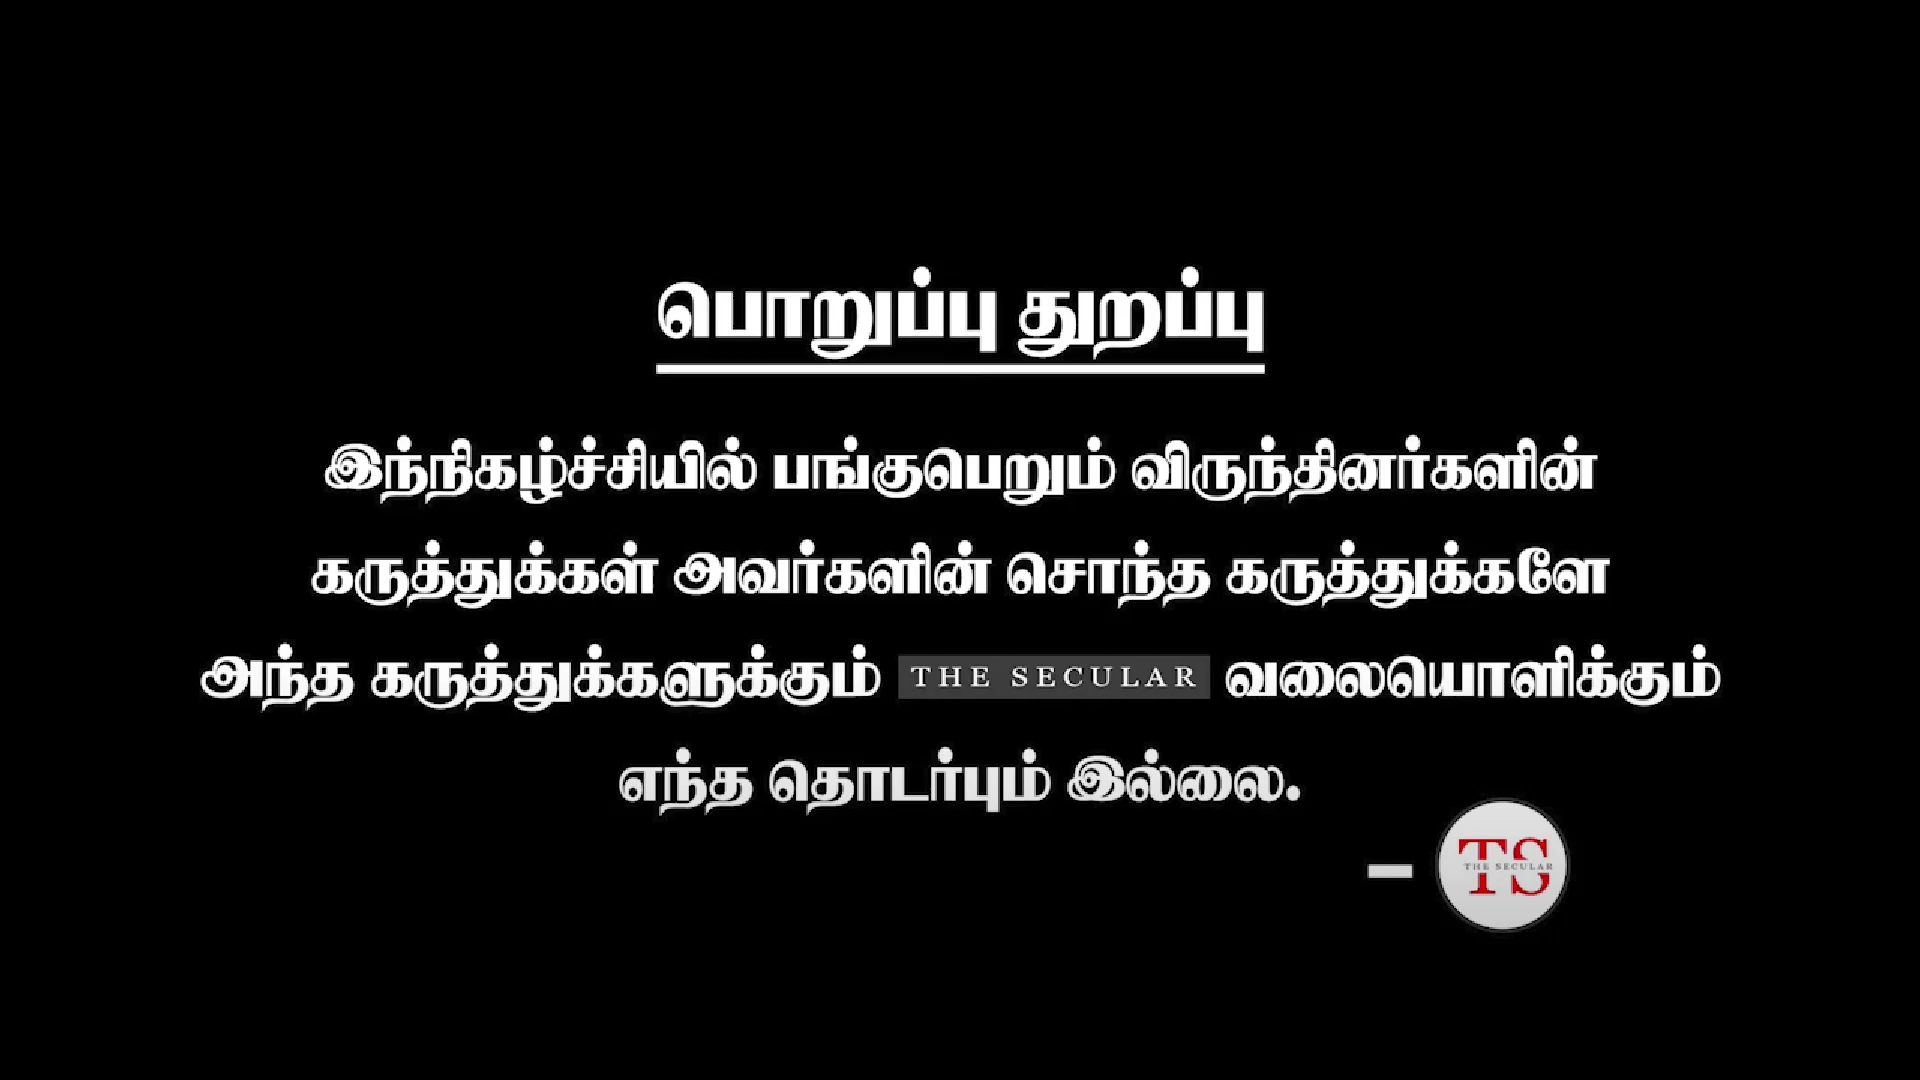 பொறுப்பு துறப்பு
இந்நிகழ்ச்சியில் பங்குபெறும் விருந்தினர்களின்
கருத்துக்கள் அவர்களின் சொந்த கருத்துக்களே
அந்த கருத்துக்களுக்கும் THE SECULAR வலையொளிக்கும்
எந்த தொடர்பும் இல்லை.
– TS
THE SECULAR